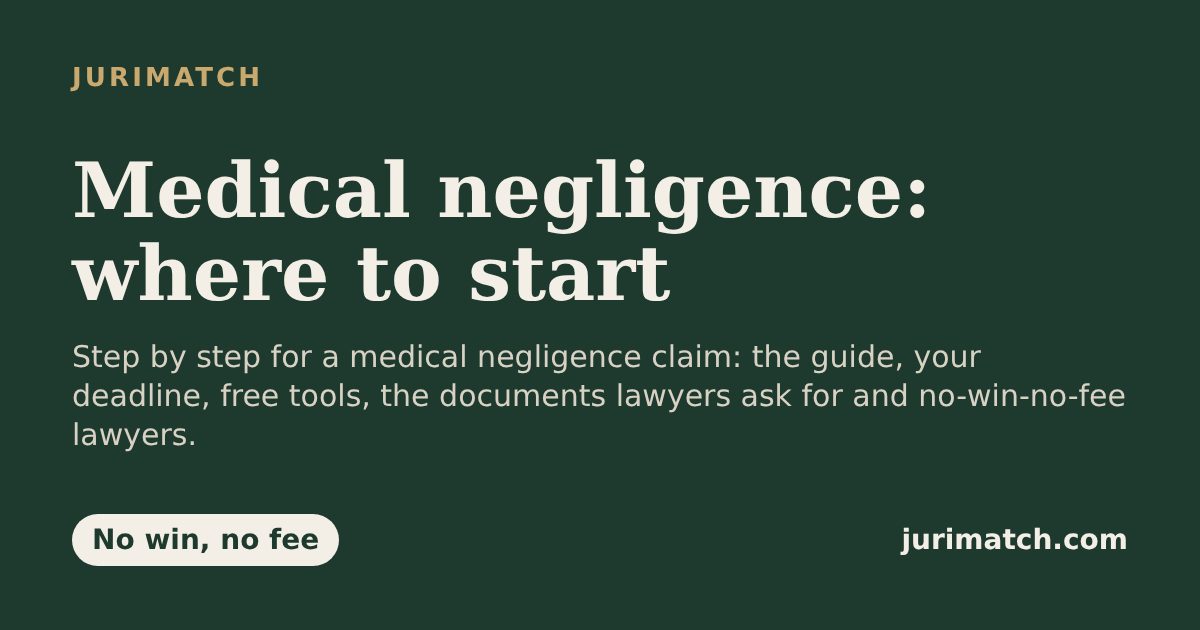 JURIMATCH
Medical negligence:
where to start
Step by step for a medical negligence claim: the guide, your
deadline, free tools, the documents lawyers ask for and no-win-no-fee
lawyers.
No win, no fee
jurimatch.com